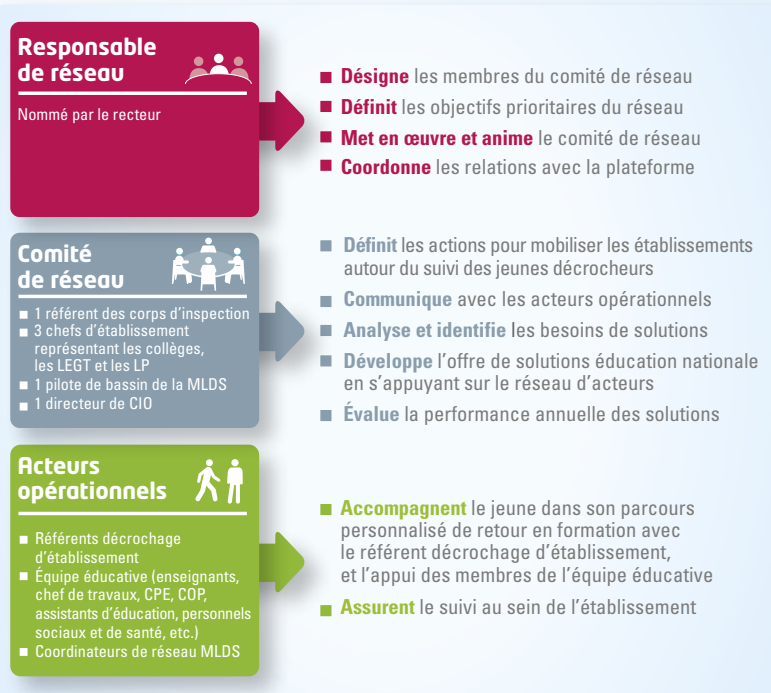 Responsable
de réseau
Nommé par le recteur
■ Désigne les membres du comité de réseau
■ Définit les objectifs prioritaires du réseau
■ Met en œuvre et anime le comité de réseau
■ Coordonne les relations avec la plateforme
Comité
de réseau
■ 1 référent des corps d’inspection
■ 3 chefs d’établissement
représentant les collèges,
les LEGT et les LP
■ 1 pilote de bassin de la MLDS
■ 1 directeur de CIO
■ Définit les actions pour mobiliser les établissements
autour du suivi des jeunes décrocheurs
■ Communique avec les acteurs opérationnels
■ Analyse et identifie les besoins de solutions
■ Développe l’offre de solutions éducation nationale
en s’appuyant sur le réseau d’acteurs
■ Évalue la performance annuelle des solutions
Acteurs
opérationnels
■ Référents décrochage
d’établissement
■ Équipe éducative (enseignants,
chef de travaux, CPE, COP,
assistants d’éducation, personnels
sociaux et de santé, etc.)
■ Coordinateurs de réseau MLDS
■ Accompagnent le jeune dans son parcours
personnalisé de retour en formation avec
le référent décrochage d’établissement,
et l’appui des membres de l’équipe éducative
■ Assurent le suivi au sein de l’établissement